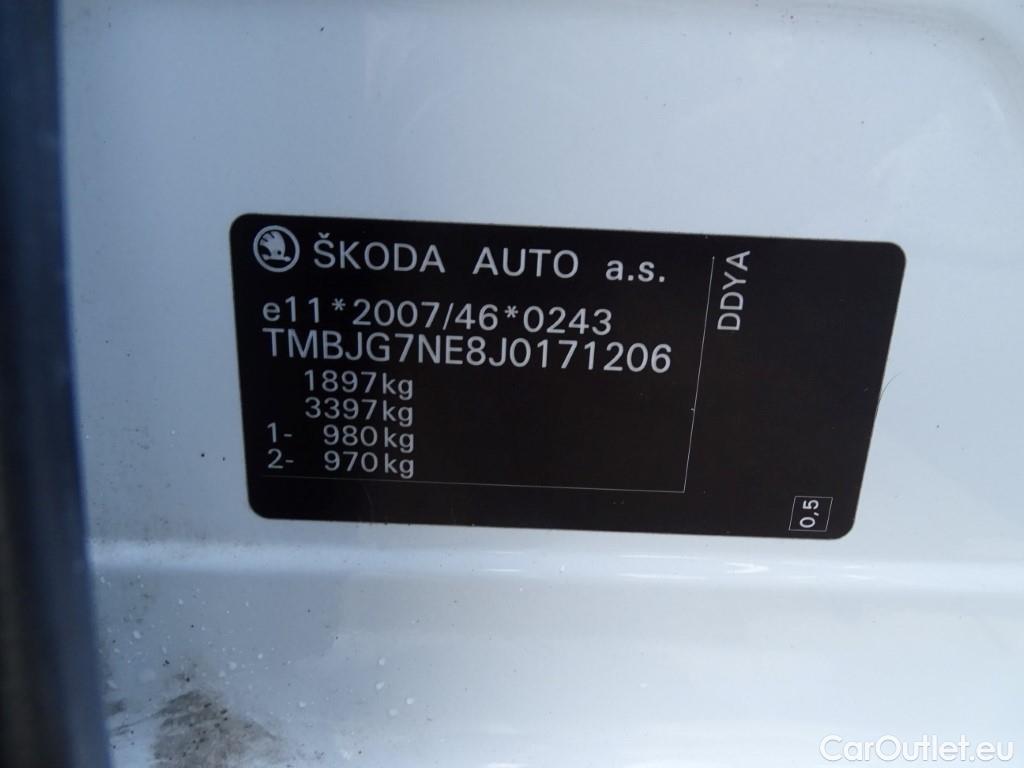 ŠKODA AUTO a.s.
e11*2007/46*0243
TMBJG7NE8J0171206
1897kg
3397kg
1- 980kg
2- 970kg
DDYA
0,5
CarOutlet.eu